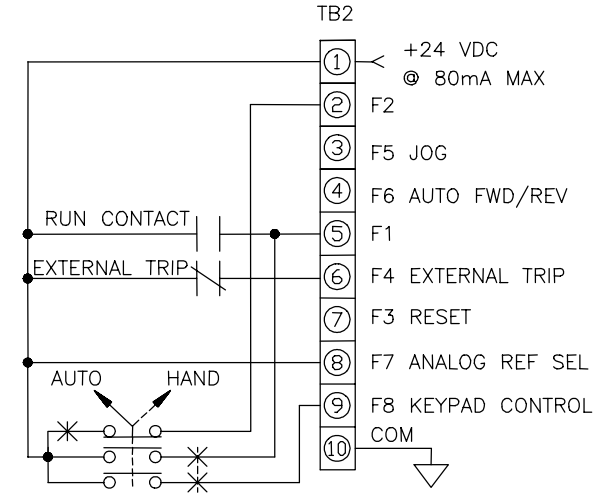 TB2
1 +24 VDC
@ 80mA MAX
2 F2
3 F5 JOG
4 F6 AUTO FWD/REV
RUN CONTACT 5 F1
EXTERNAL TRIP 6 F4 EXTERNAL TRIP
7 F3 RESET
8 F7 ANALOG REF SEL
AUTO HAND
9 F8 KEYPAD CONTROL
10 COM